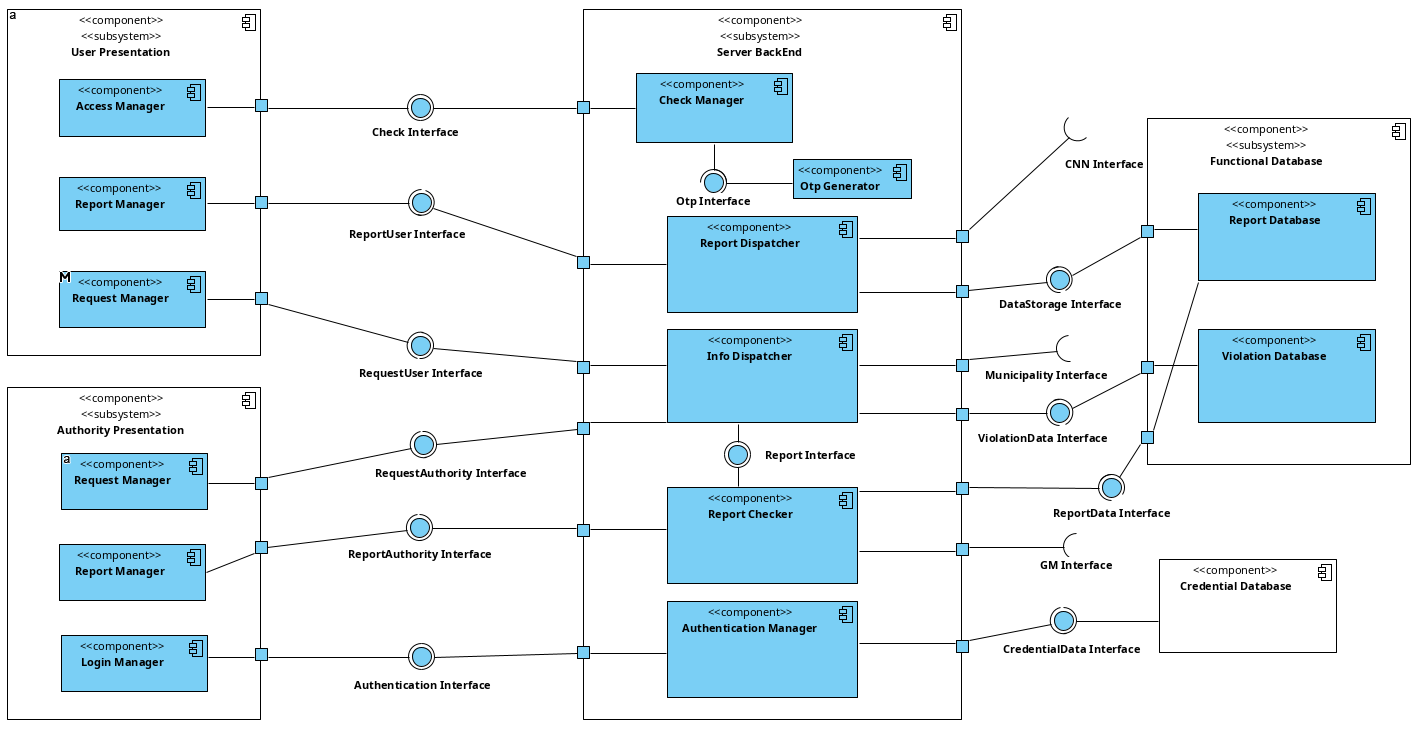 a
<<component>>
<<subsystem>>
User Presentation
<<component>>
Access Manager
<<component>>
Report Manager
M
<<component>>
Request Manager
<<component>>
<<subsystem>>
Authority Presentation
a
<<component>>
Request Manager
<<component>>
Report Manager
<<component>>
Login Manager
Check Interface
ReportUser Interface
RequestUser Interface
RequestAuthority Interface
ReportAuthority Interface
Authentication Interface
<<component>>
<<subsystem>>
Server BackEnd
<<component>>
Check Manager
<<component>>
Otp Generator
Otp Interface
<<component>>
Report Dispatcher
<<component>>
Info Dispatcher
Report Interface
<<component>>
Report Checker
<<component>>
Authentication Manager
CNN Interface
DataStorage Interface
Municipality Interface
ViolationData Interface
ReportData Interface
GM Interface
CredentialData Interface
<<component>>
<<subsystem>>
Functional Database
<<component>>
Report Database
<<component>>
Violation Database
<<component>>
Credential Database